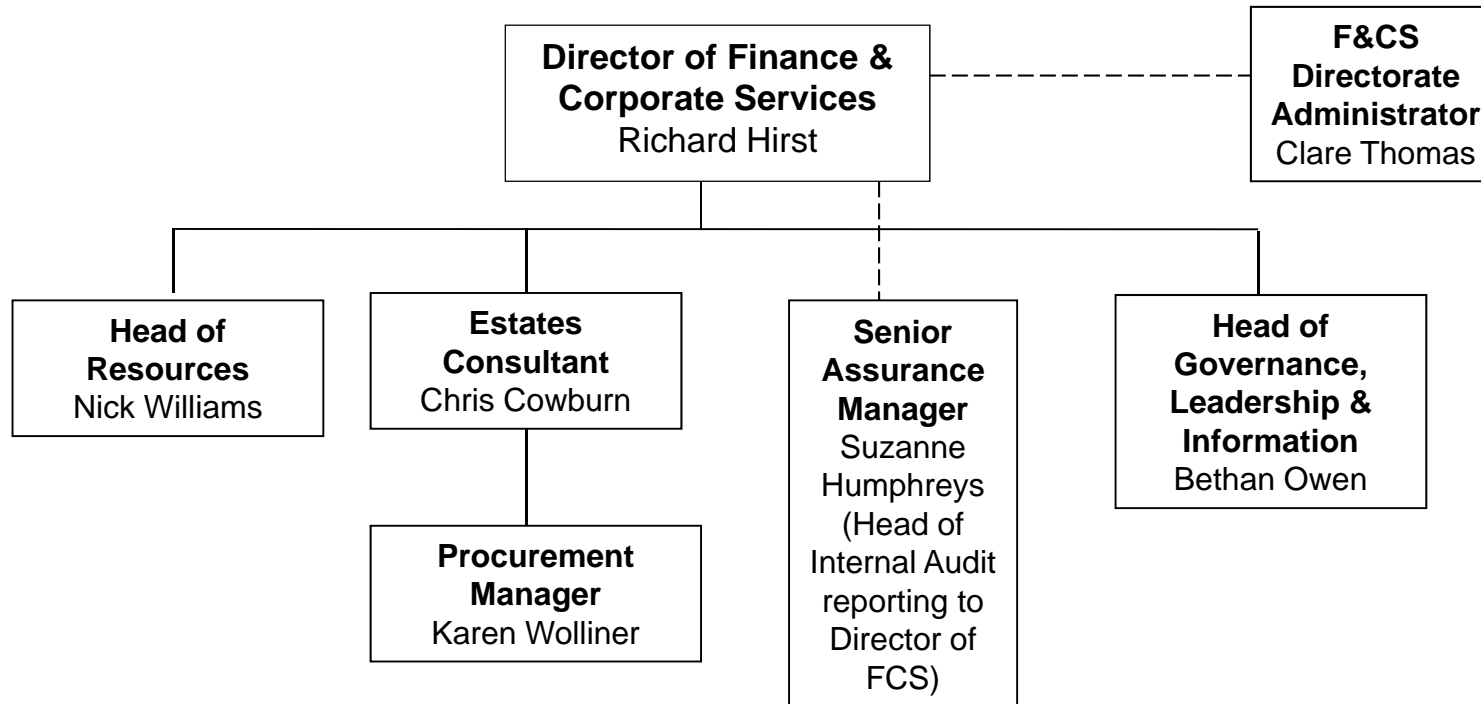 Director of Finance &
Corporate Services
Richard Hirst
F&CS
Directorate
Administrator
Clare Thomas
Head of
Resources
Nick Williams
Estates
Consultant
Chris Cowburn
Senior
Assurance
Manager
Suzanne
Humphreys
(Head of
Internal Audit
reporting to
Director of
FCS)
Head of
Governance,
Leadership &
Information
Bethan Owen
Procurement
Manager
Karen Wolliner